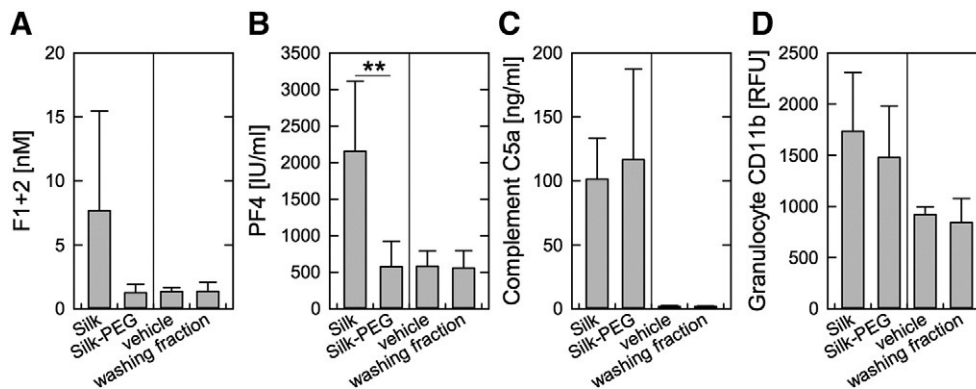 A
F1+2 [nM]
20
15
10
5
0
Silk
Silk-PEG
vehicle
washing fraction
B
PF4 [IU/ml]
3500
3000
2500
2000
1500
1000
500
0
**
Silk
Silk-PEG
vehicle
washing fraction
C
Complement C5a [ng/ml]
200
150
100
50
0
Silk
Silk-PEG
vehicle
washing fraction
D
Granulocyte CD11b [RFU]
2500
2000
1500
1000
500
0
Silk
Silk-PEG
vehicle
washing fraction